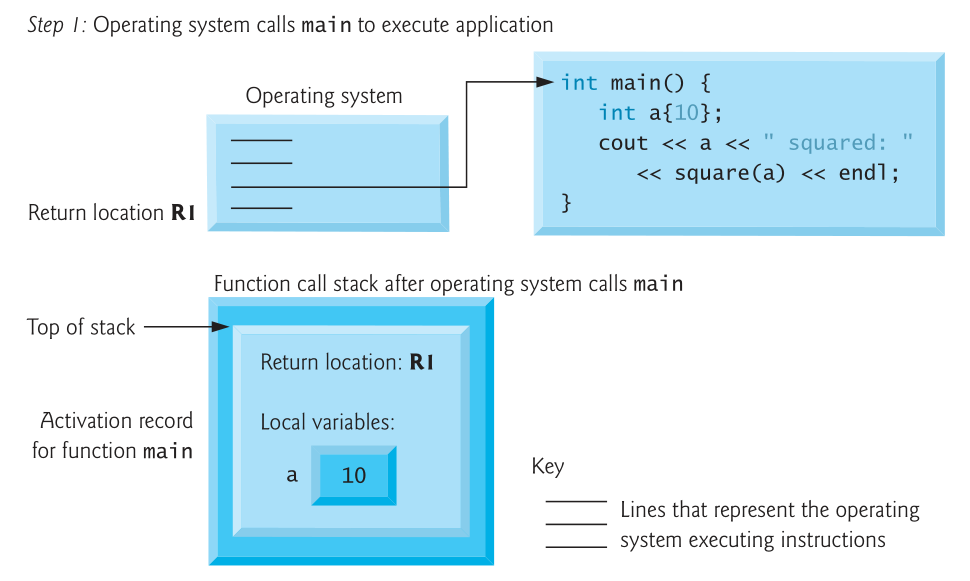 Step 1: Operating system calls main to execute application
Operating system
Return location R1
int main() {
int a{10};
cout << a << " squared: "
<< square(a) << endl;
}
Function call stack after operating system calls main
Top of stack
Activation record
for function main
Return location: R1
Local variables:
a 10
Key
Lines that represent the operating
system executing instructions